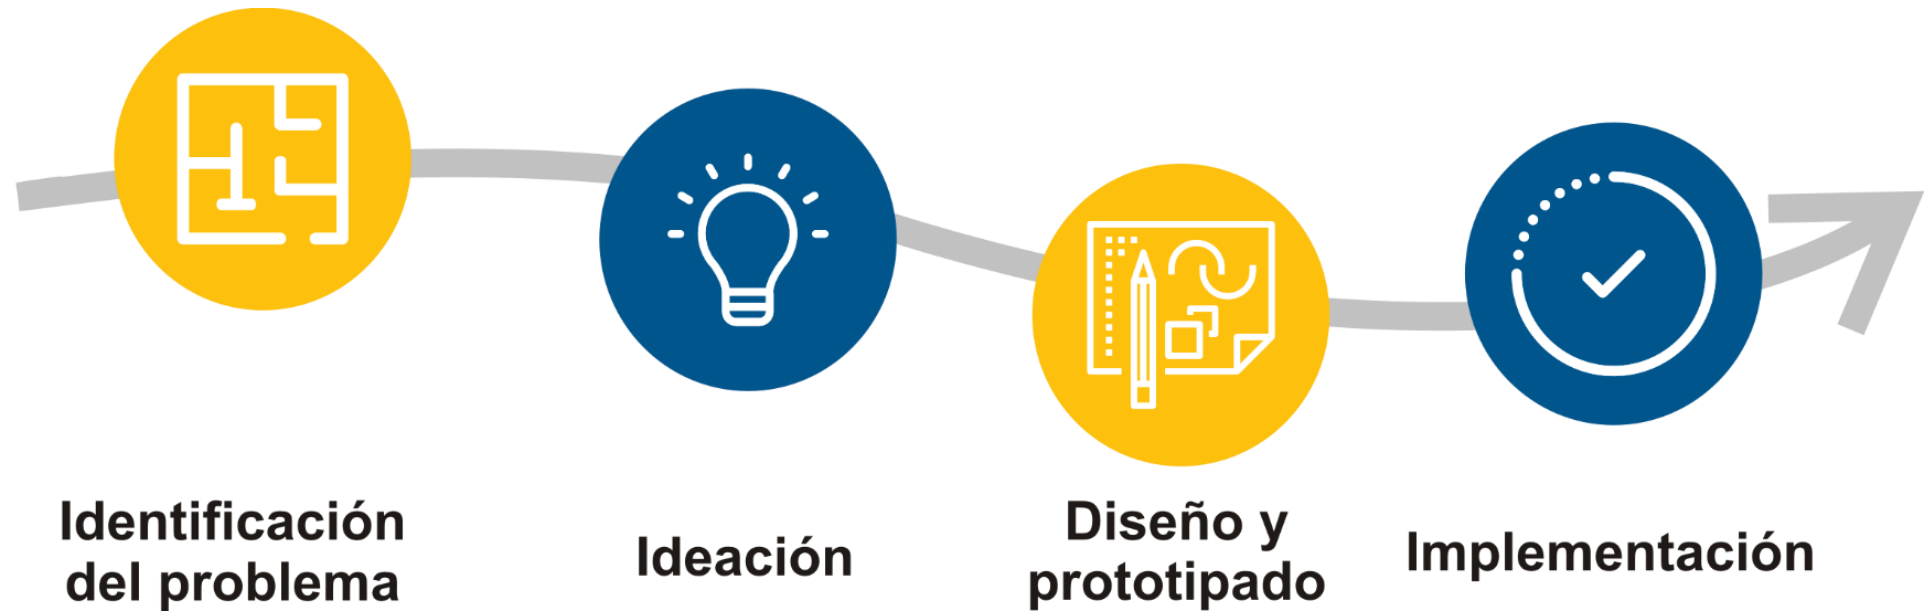 Identificación
del problema
Ideación
Diseño y
prototipado
Implementación